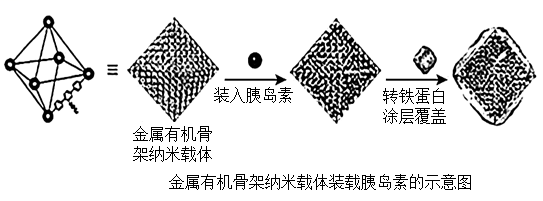 装入胰岛素
转铁蛋白
涂层覆盖
金属有机骨
架纳米载体
金属有机骨架纳米载体装载胰岛素的示意图